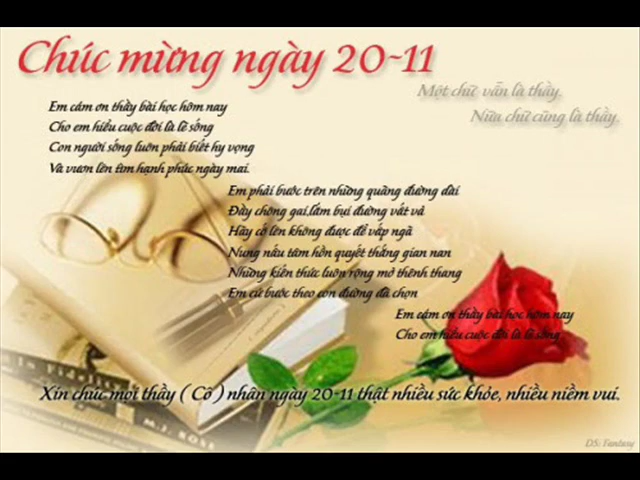 Chúc mừng ngày 20-11
Một chữ vẫn là thầy.
Nửa chữ cũng là thầy.
Em cám ơn thầy bài học hôm nay
Cho em hiểu cuộc đời là lẽ sống
Con người sống luôn phải biết hy vọng
Và vươn lên tìm hạnh phúc ngày mai.
Em phải bước trên những quãng đường dài
Đầy chông gai,lấm bụi đường vất vả
Hãy cố lên không được để vấp ngã
Nung nấu tâm hồn quyết thắng gian nan
Những kiến thức luôn rộng mở thênh thang
Em cứ bước theo con đường đã chọn
Em cám ơn thầy bài học hôm nay
Cho em hiểu cuộc đời là lẽ sống
Xin chúc mọi thầy ( Cô ) nhân ngày 20-11 thật nhiều sức khỏe, nhiều niềm vui.
M.J. ROSE
DS: Fantasy